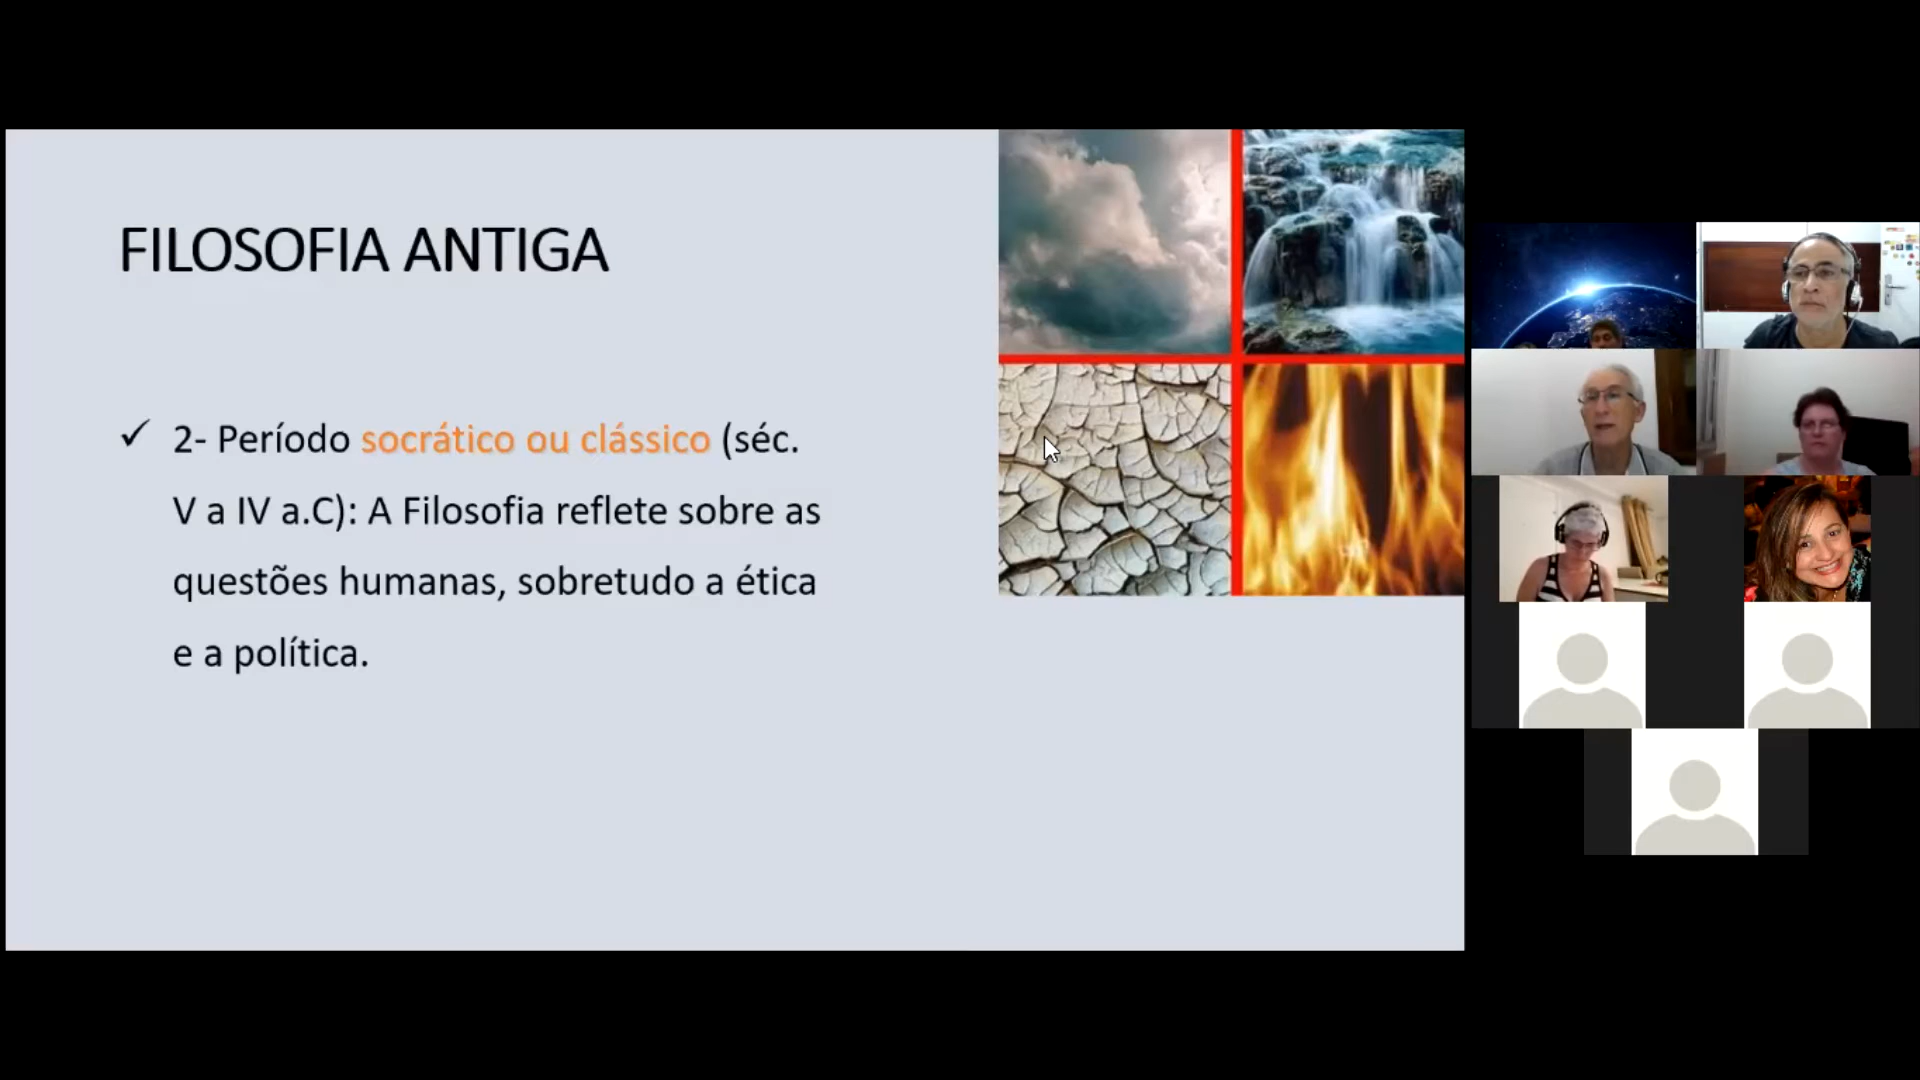 FILOSOFIA ANTIGA
✓ 2- Período socrático ou clássico (séc.
V a IV a.C): A Filosofia reflete sobre as
questões humanas, sobretudo a ética
e a política.